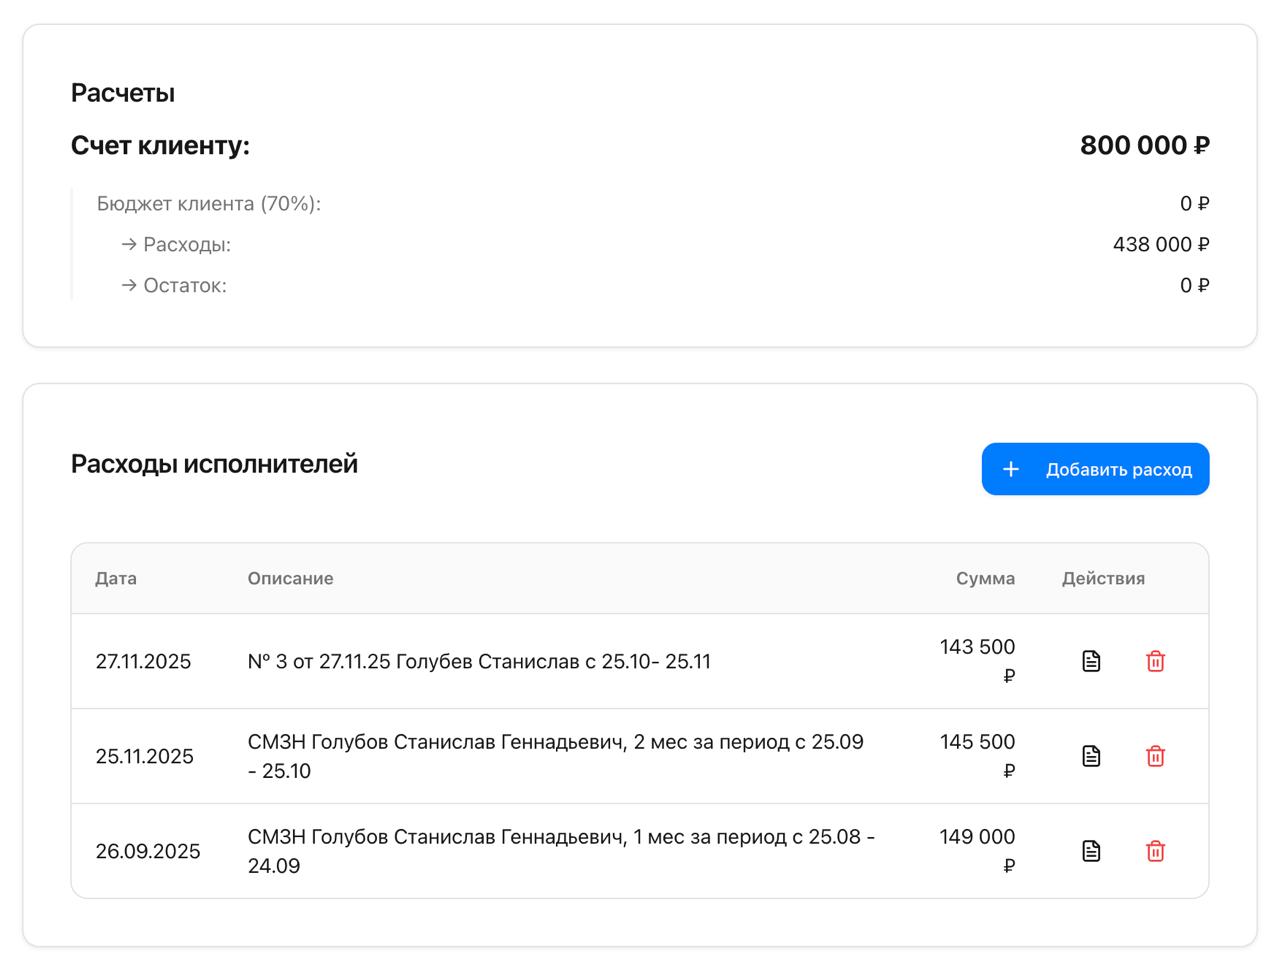 Расчеты
Счет клиенту: 800 000 ₽
Бюджет клиента (70%): 0 ₽
→ Расходы: 438 000 ₽
→ Остаток: 0 ₽
Расходы исполнителей
+ Добавить расход
Дата Описание Сумма Действия
27.11.2025 № 3 от 27.11.25 Голубев Станислав с 25.10- 25.11 143 500
₽
25.11.2025 СМЗН Голубов Станислав Геннадьевич, 2 мес за период с 25.09 145 500
- 25.10 ₽
26.09.2025 СМЗН Голубов Станислав Геннадьевич, 1 мес за период с 25.08 - 149 000
24.09 ₽